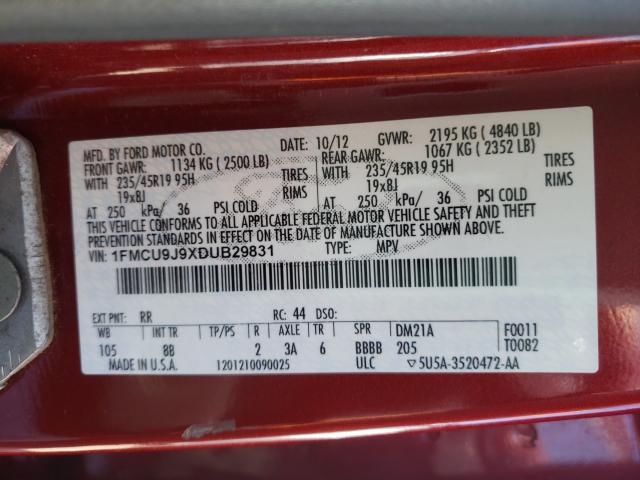 MFD. BY FORD MOTOR CO.
DATE: 10/12 GVWR: 2195 KG ( 4840 LB)
FRONT GAWR: 1134 KG ( 2500 LB) REAR GAWR: 1067 KG ( 2352 LB)
WITH 235/45R19 95H TIRES WITH 235/45R19 95H TIRES
19x8J RIMS 19x8J RIMS
AT 250 kPa/ 36 PSI COLD AT 250 kPa/ 36 PSI COLD
THIS VEHICLE CONFORMS TO ALL APPLICABLE FEDERAL MOTOR VEHICLE SAFETY AND THEFT
PREVENTION STANDARDS IN EFFECT ON THE DATE OF MANUFACTURE SHOWN ABOVE.
VIN: 1FMCU9J9XDUB29831 TYPE: MPV
EXT PNT: RR RC: 44 DSO:
WB INT TR TP/PS R AXLE TR SPR DM21A F0011
105 8B 2 3A 6 BBBB 205 T0082
MADE IN U.S.A. 1201210090025 ULC ▽5U5A-3520472-AA